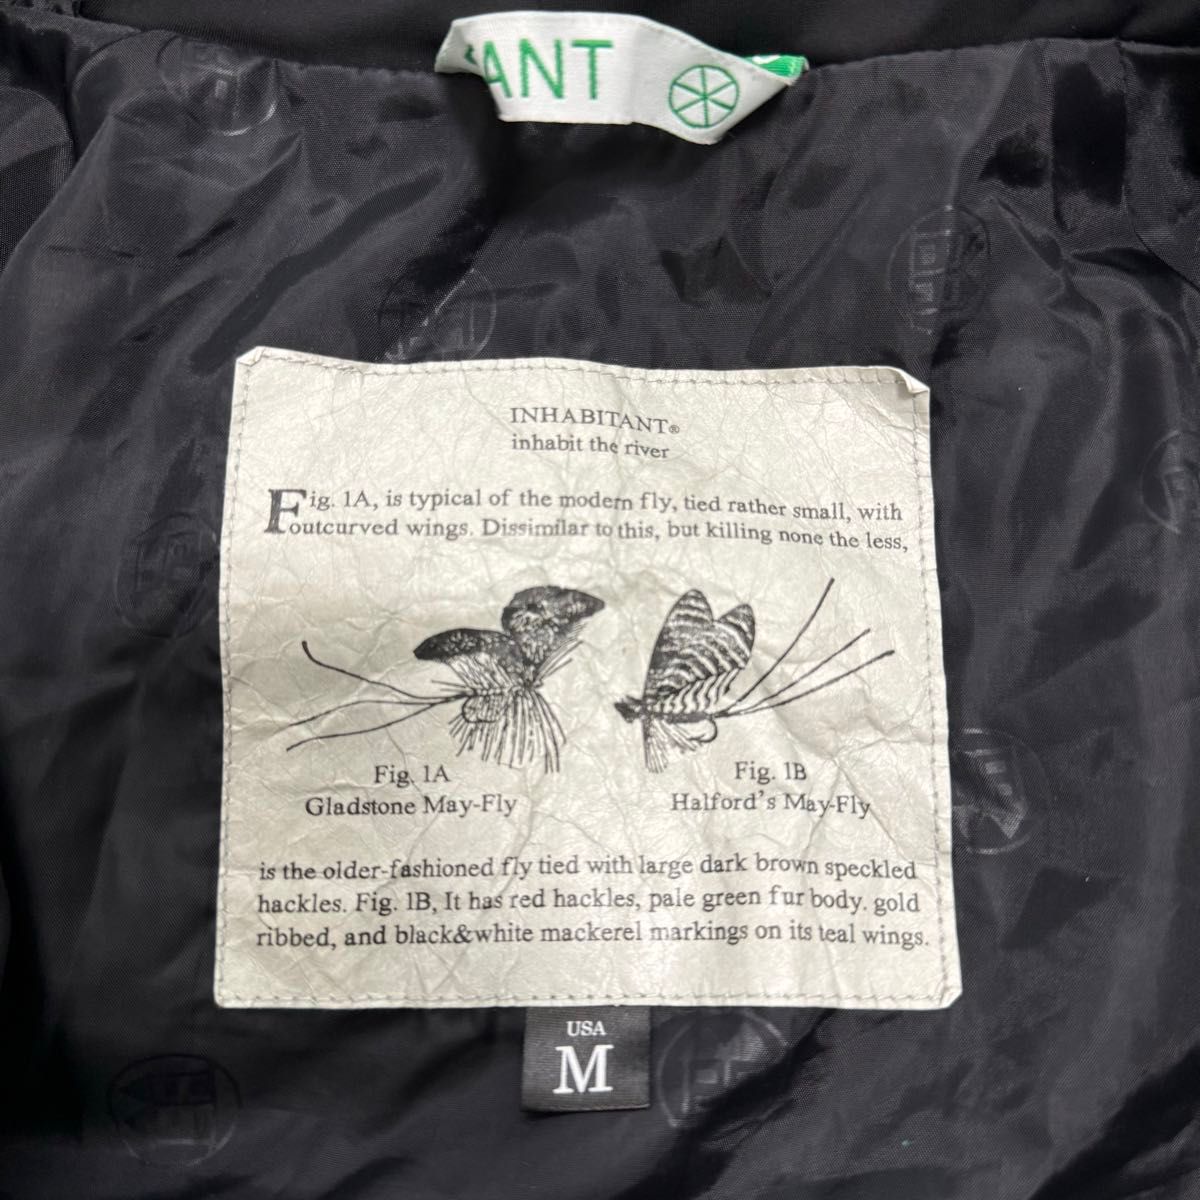 ANT
INHABITANT®
inhabit the river
Fig. 1A, is typical of the modern fly, tied rather small, with
outcurved wings. Dissimilar to this, but killing none the less,
Fig. 1A
Gladstone May-Fly
Fig. 1B
Halford's May-Fly
is the older-fashioned fly tied with large dark brown speckled
hackles. Fig. 1B, It has red hackles, pale green fur body. gold
ribbed, and black&white mackerel markings on its teal wings.
USA
M